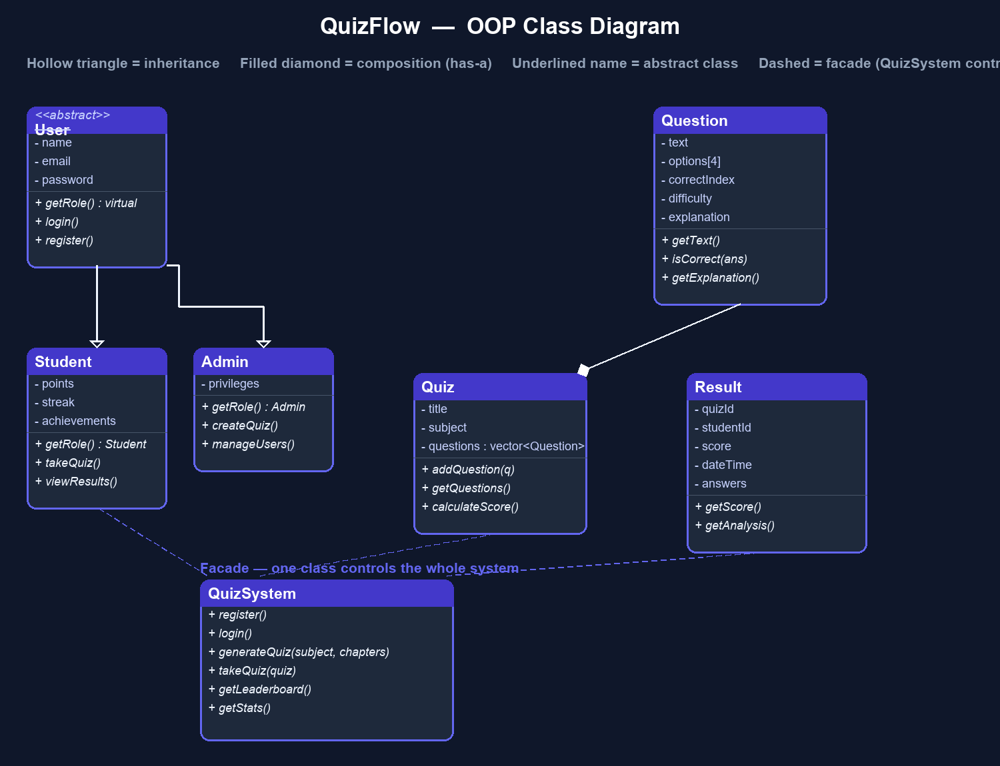 QuizFlow — OOP Class Diagram
Hollow triangle = inheritance Filled diamond = composition (has-a) Underlined name = abstract class Dashed = facade (QuizSystem contr
<<abstract>>
User
- name
- email
- password
+ getRole() : virtual
+ login()
+ register()
Question
- text
- options[4]
- correctIndex
- difficulty
- explanation
+ getText()
+ isCorrect(ans)
+ getExplanation()
Student
- points
- streak
- achievements
+ getRole() : Student
+ takeQuiz()
+ viewResults()
Admin
- privileges
+ getRole() : Admin
+ createQuiz()
+ manageUsers()
Quiz
- title
- subject
- questions : vector<Question>
+ addQuestion(q)
+ getQuestions()
+ calculateScore()
Result
- quizId
- studentId
- score
- dateTime
- answers
+ getScore()
+ getAnalysis()
Facade — one class controls the whole system
QuizSystem
+ register()
+ login()
+ generateQuiz(subject, chapters)
+ takeQuiz(quiz)
+ getLeaderboard()
+ getStats()